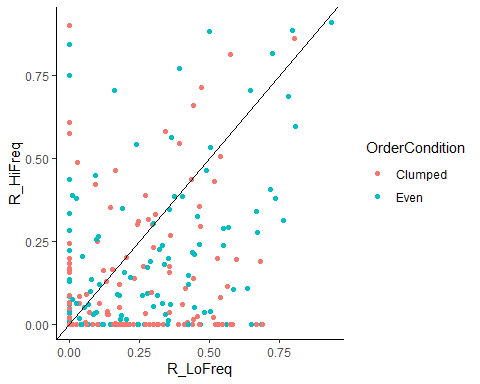 0.75
0.50
0.25
0.00
R_HiFreq
0.00 0.25 0.50 0.75
R_LoFreq
OrderCondition
Clumped
Even